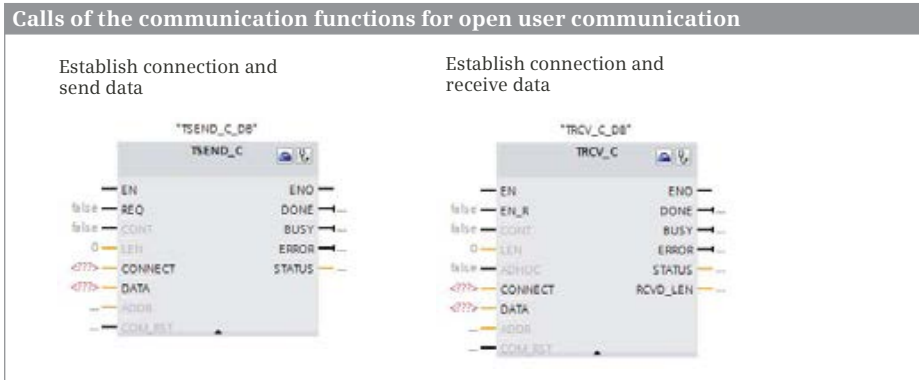 Calls of the communication functions for open user communication
Establish connection and
send data
"TSEND_C_DB"
TSEND_C
EN ENO
false REQ DONE ...
false CONT BUSY ...
0 LEN ERROR ...
<???> CONNECT STATUS ...
<???> DATA
... ADDR
... COM_RST
Establish connection and
receive data
"TRCV_C_DB"
TRCV_C
EN ENO
false EN_R DONE ...
false CONT BUSY ...
0 LEN ERROR ...
false ADHOC STATUS ...
<???> CONNECT RCVD_LEN ...
<???> DATA
... ADDR
... COM_RST